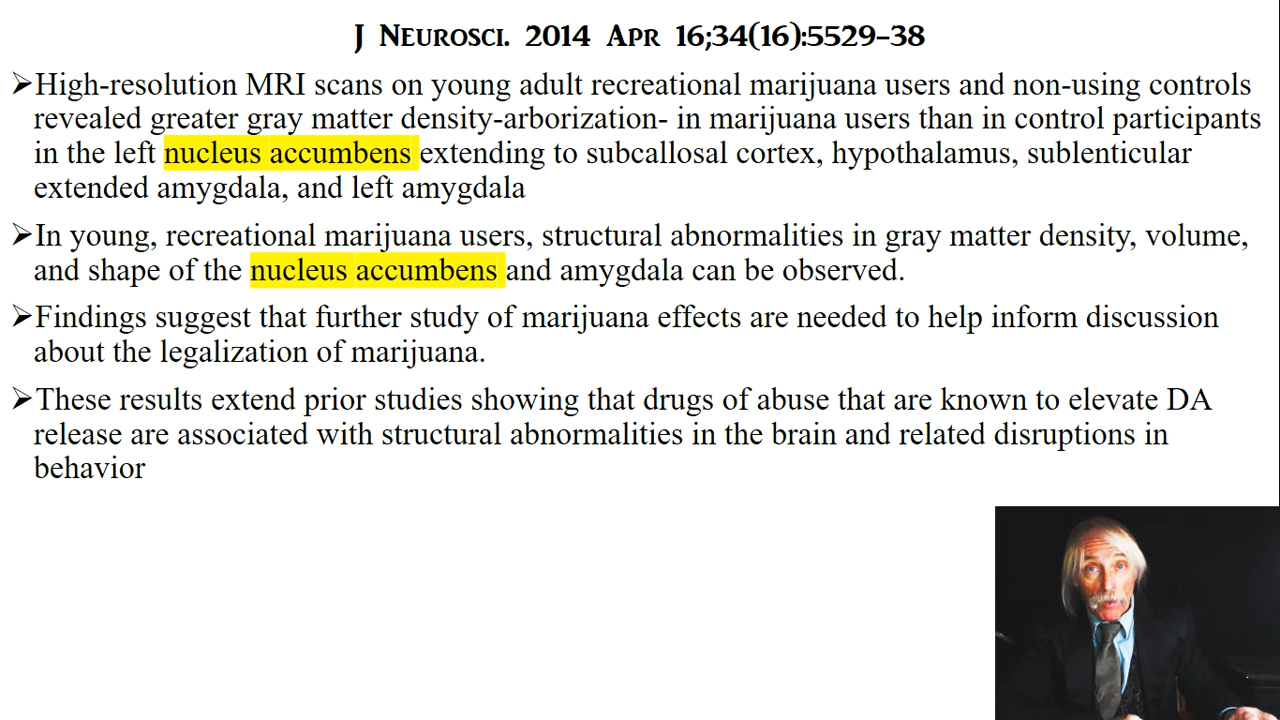 J Neurosci. 2014 Apr 16;34(16):5529–38
➢High-resolution MRI scans on young adult recreational marijuana users and non-using controls
revealed greater gray matter density-arborization- in marijuana users than in control participants
in the left nucleus accumbens extending to subcallosal cortex, hypothalamus, sublenticular
extended amygdala, and left amygdala
➢In young, recreational marijuana users, structural abnormalities in gray matter density, volume,
and shape of the nucleus accumbens and amygdala can be observed.
➢Findings suggest that further study of marijuana effects are needed to help inform discussion
about the legalization of marijuana.
➢These results extend prior studies showing that drugs of abuse that are known to elevate DA
release are associated with structural abnormalities in the brain and related disruptions in
behavior